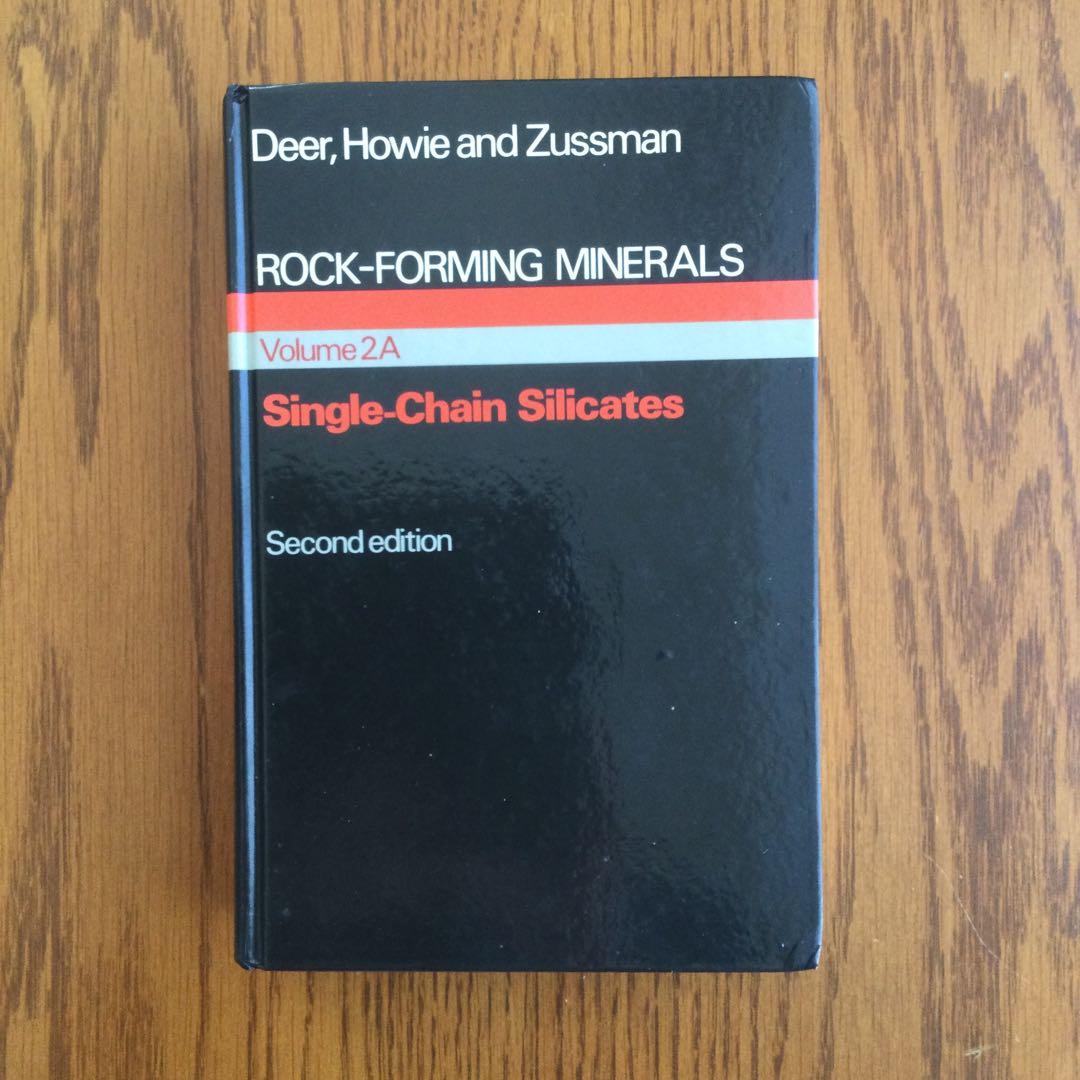 Deer, Howie and Zussman
ROCK-FORMING MINERALS
Volume 2A
Single-Chain Silicates
Second edition